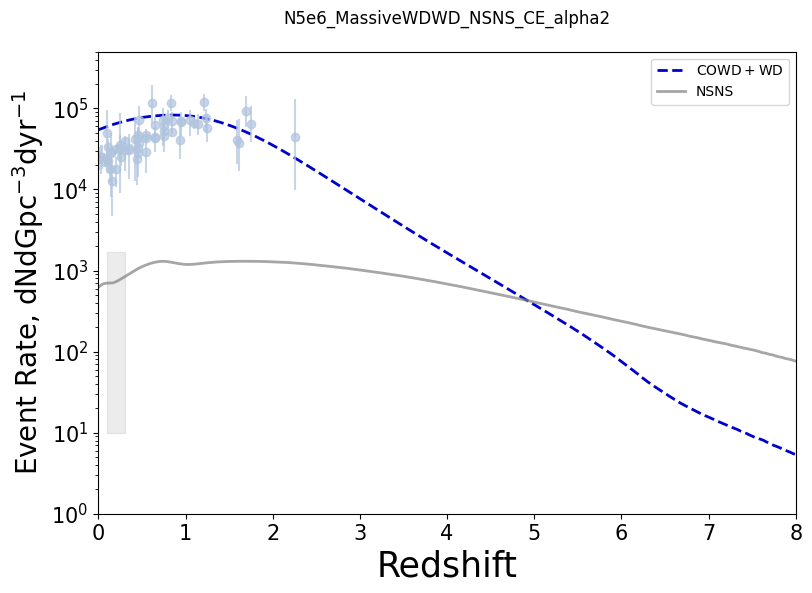 N5e6_MassiveWDWD_NSNS_CE_alpha2
Event Rate, dNdGpc⁻³dyr⁻¹
10⁵
10⁴
10³
10²
10¹
10⁰
COWD + WD
NSNS
0 1 2 3 4 5 6 7 8
Redshift